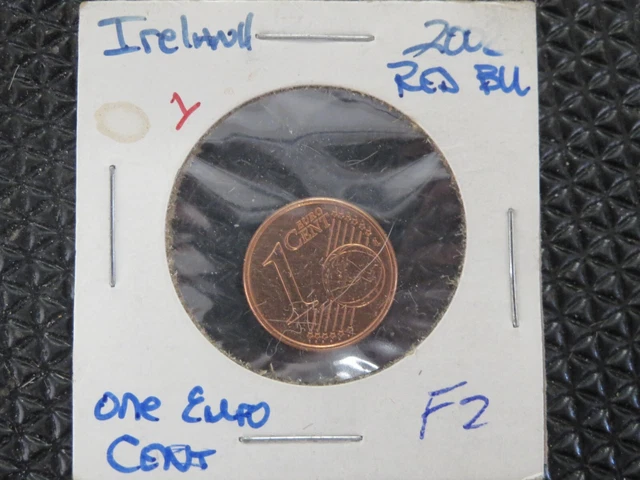 Ireland
RED BU
1
1 EURO
CENT
one Euro
CENT
F2